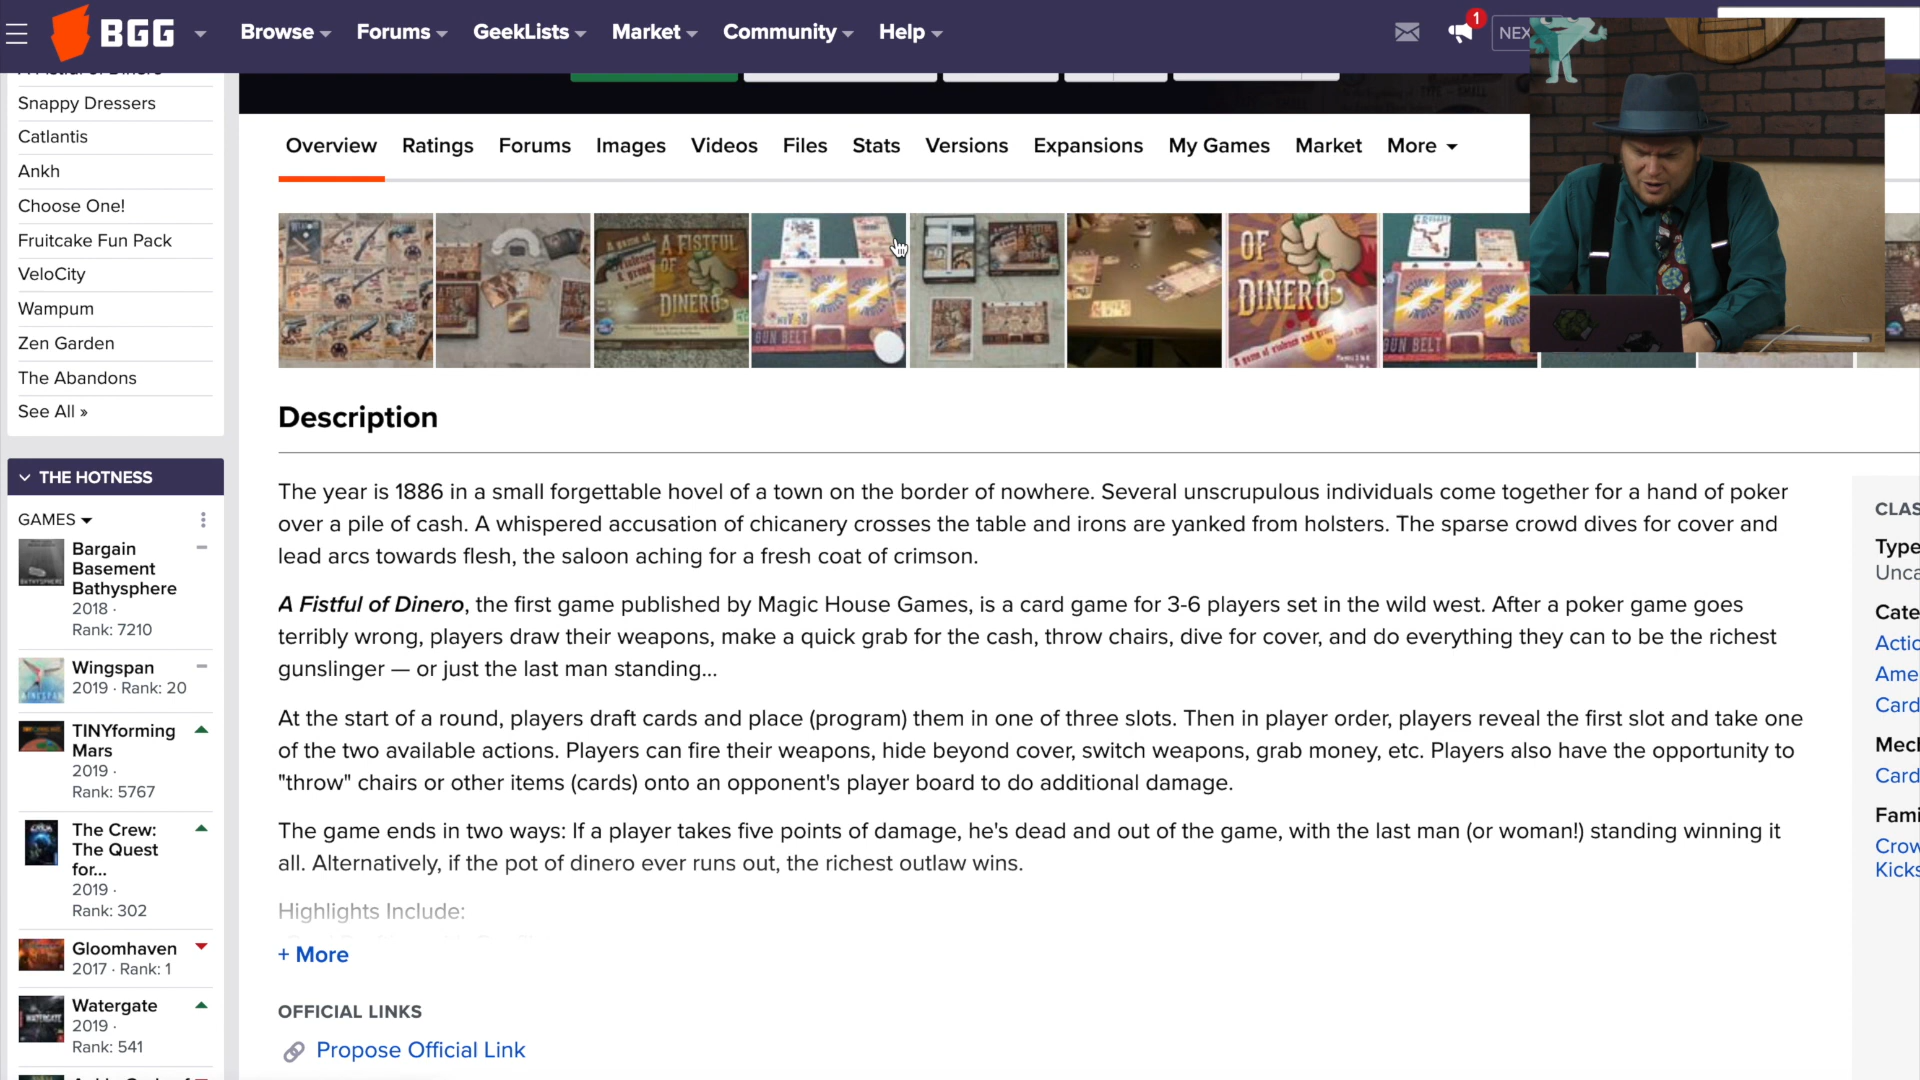 BGG
Browse
Forums
GeekLists
Market
Community
Help
1
NEX
Snappy Dressers
Catlantis
Ankh
Choose One!
Fruitcake Fun Pack
VeloCity
Wampum
Zen Garden
The Abandons
See All »
THE HOTNESS
GAMES
Bargain
Basement
Bathysphere
2018 ·
Rank: 7210
Wingspan
2019 · Rank: 20
TINYforming
Mars
2019 ·
Rank: 5767
The Crew:
The Quest
for...
2019 ·
Rank: 302
Gloomhaven
2017 · Rank: 1
Watergate
2019 ·
Rank: 541
Overview Ratings Forums Images Videos Files Stats Versions Expansions My Games Market More
A FISTFUL
OF
DINERO
GUN BELT
OF
DINERO
GUN BELT
Description
The year is 1886 in a small forgettable hovel of a town on the border of nowhere. Several unscrupulous individuals come together for a hand of poker
over a pile of cash. A whispered accusation of chicanery crosses the table and irons are yanked from holsters. The sparse crowd dives for cover and
lead arcs towards flesh, the saloon aching for a fresh coat of crimson.
A Fistful of Dinero, the first game published by Magic House Games, is a card game for 3-6 players set in the wild west. After a poker game goes
terribly wrong, players draw their weapons, make a quick grab for the cash, throw chairs, dive for cover, and do everything they can to be the richest
gunslinger — or just the last man standing...
At the start of a round, players draft cards and place (program) them in one of three slots. Then in player order, players reveal the first slot and take one
of the two available actions. Players can fire their weapons, hide beyond cover, switch weapons, grab money, etc. Players also have the opportunity to
"throw" chairs or other items (cards) onto an opponent's player board to do additional damage.
The game ends in two ways: If a player takes five points of damage, he's dead and out of the game, with the last man (or woman!) standing winning it
all. Alternatively, if the pot of dinero ever runs out, the richest outlaw wins.
Highlights Include:
+ More
OFFICIAL LINKS
Propose Official Link
CLAS
Type
Unca
Cate
Actio
Ame
Card
Mech
Card
Fami
Crow
Kicks